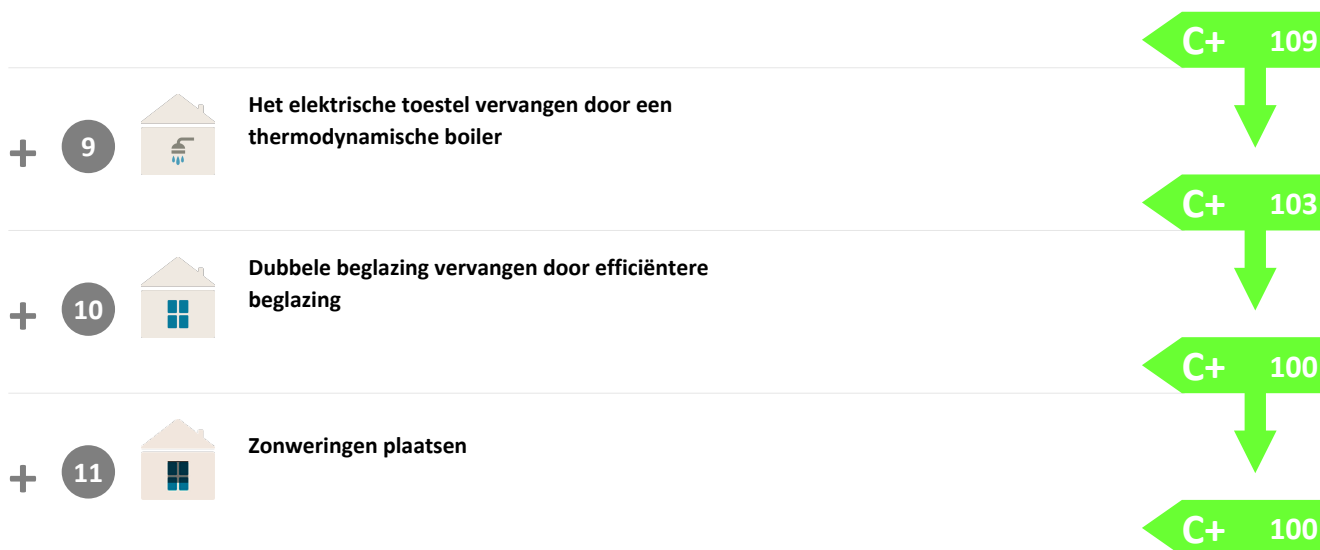 C+ 109
Het elektrische toestel vervangen door een
thermodynamische boiler
+ 9
C+ 103
Dubbele beglazing vervangen door efficiëntere
beglazing
+ 10
C+ 100
Zonweringen plaatsen
+ 11
C+ 100